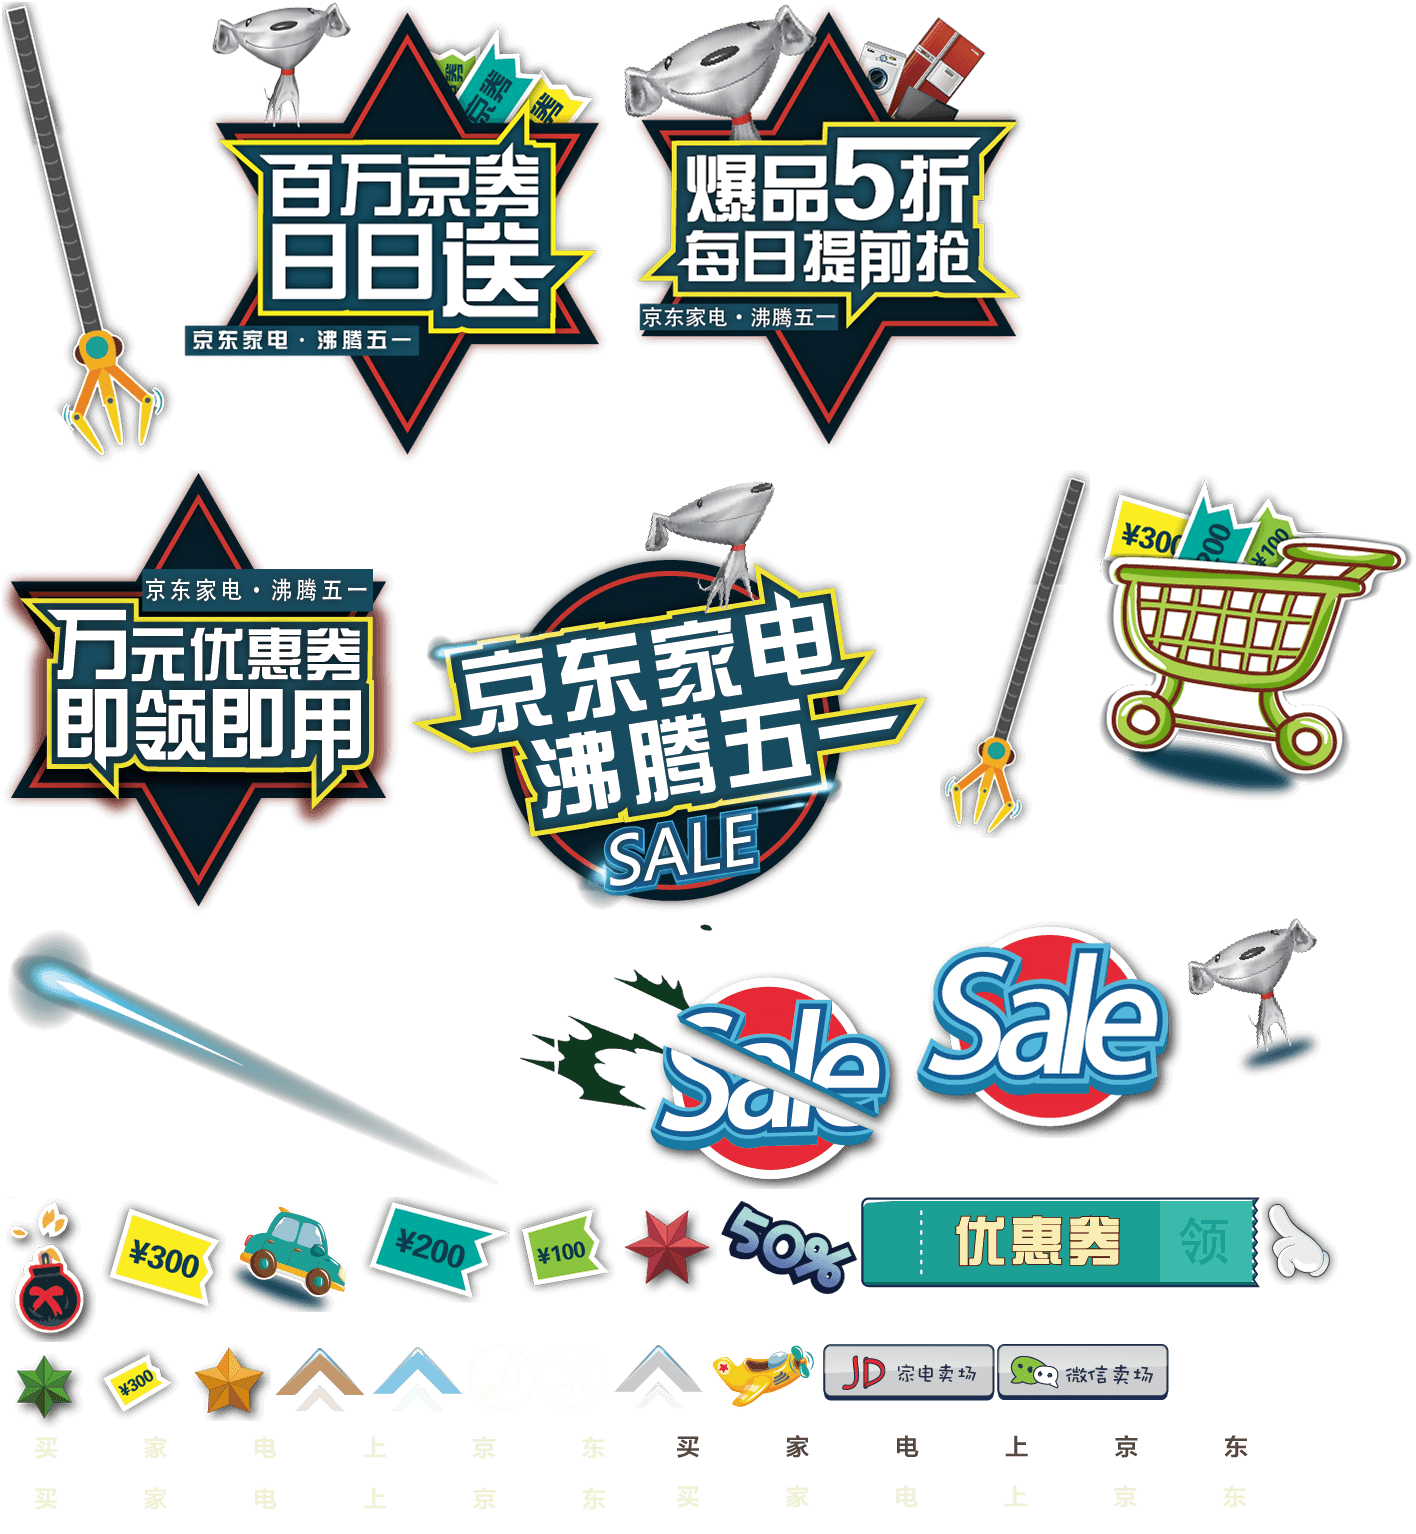 券
京券
券
百万京券
日日送
京东家电·沸腾五一
爆品5折
每日提前抢
京东家电·沸腾五一
京东家电·沸腾五一
万元优惠券
即领即用
京东家电
沸腾五一
SALE
¥300
200
¥100
Sale
Sale
¥300
¥200
¥100
50%
优惠券 领
¥300
JD 家电卖场
微信卖场
买 家 电 上 京 东 买 家 电 上 京 东
买 家 电 上 京 东 买 家 电 上 京 东